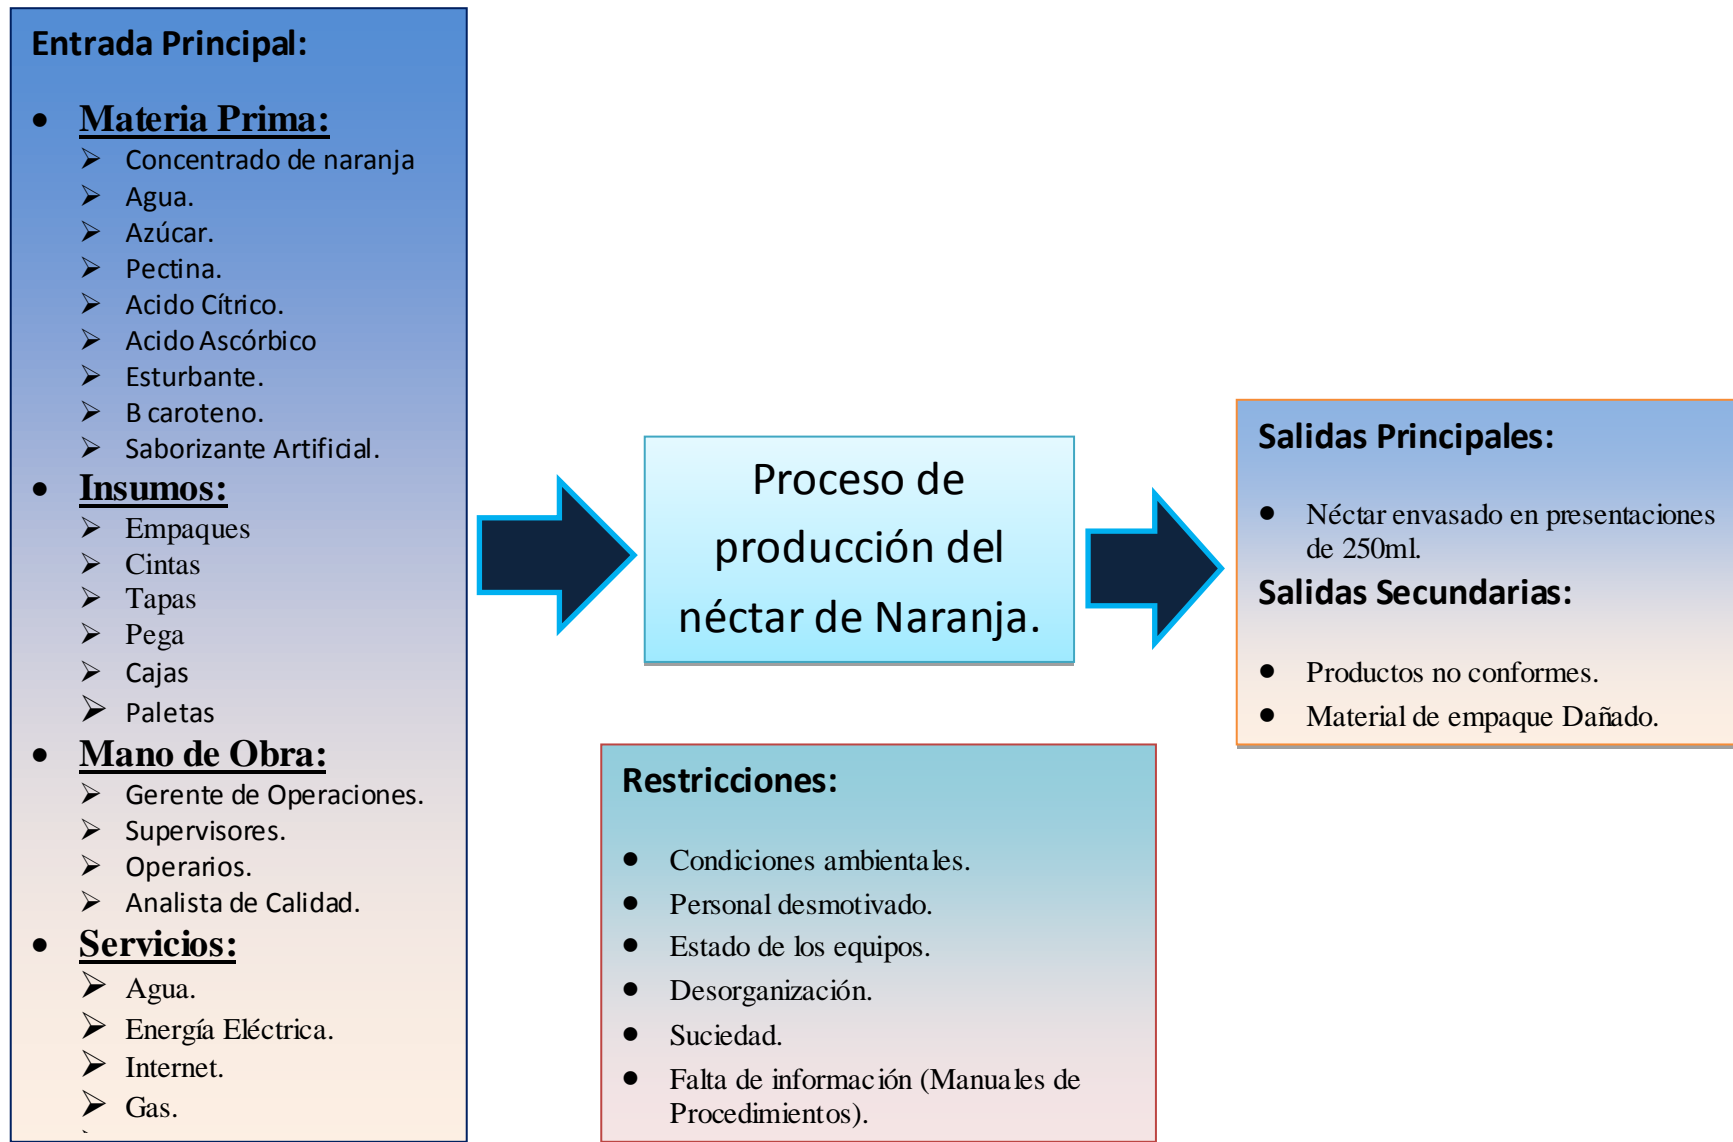 Entrada Principal:
Materia Prima:
Concentrado de naranja
Agua.
Azúcar.
Pectina.
Acido Cítrico.
Acido Ascórbico
Esturbante.
B caroteno.
Saborizante Artificial.
Insumos:
Empaques
Cintas
Tapas
Pega
Cajas
Paletas
Mano de Obra:
Gerente de Operaciones.
Supervisores.
Operarios.
Analista de Calidad.
Servicios:
Agua.
Energía Eléctrica.
Internet.
Gas.
Proceso de
producción del
néctar de Naranja.
Restricciones:
Condiciones ambientales.
Personal desmotivado.
Estado de los equipos.
Desorganización.
Suciedad.
Falta de información (Manuales de
Procedimientos).
Salidas Principales:
Néctar envasado en presentaciones
de 250ml.
Salidas Secundarias:
Productos no conformes.
Material de empaque Dañado.